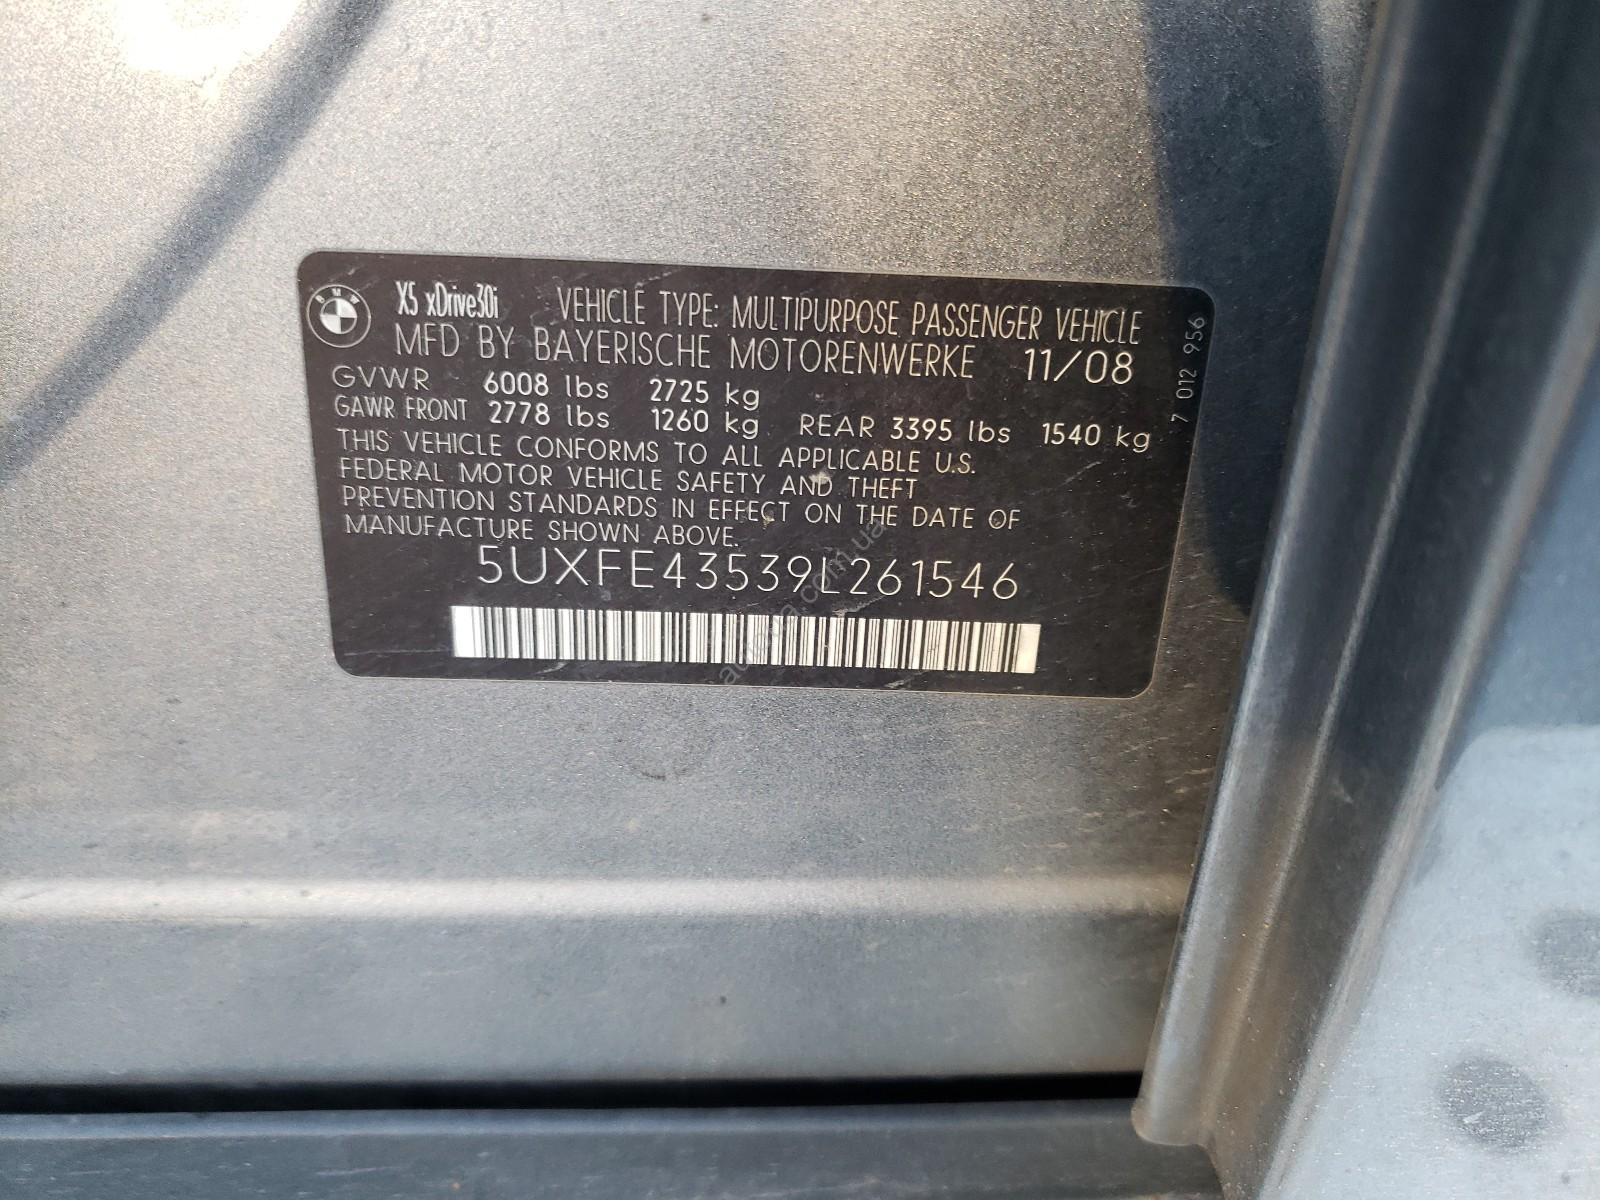 BMW
X5 xDrive30i VEHICLE TYPE: MULTIPURPOSE PASSENGER VEHICLE
MFD BY BAYERISCHE MOTORENWERKE 11/08
GVWR 6008 lbs 2725 kg
GAWR FRONT 2778 lbs 1260 kg REAR 3395 lbs 1540 kg
THIS VEHICLE CONFORMS TO ALL APPLICABLE U.S.
FEDERAL MOTOR VEHICLE SAFETY AND THEFT
PREVENTION STANDARDS IN EFFECT ON THE DATE OF
MANUFACTURE SHOWN ABOVE.
5UXFE43539L261546
7 012 956